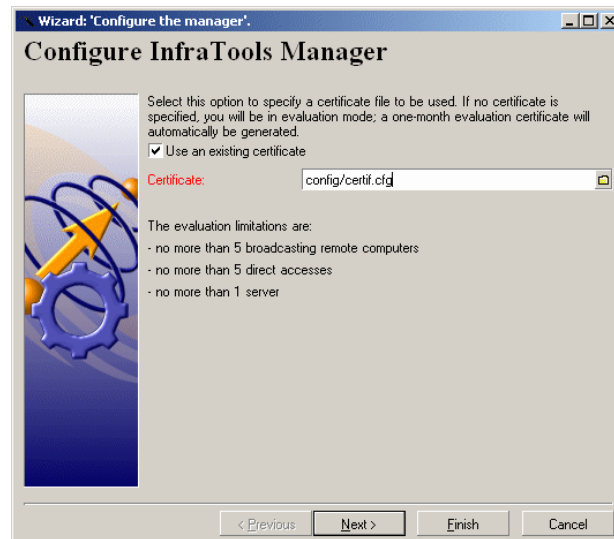 Wizard: 'Configure the manager'.
Configure InfraTools Manager
Select this option to specify a certificate file to be used. If no certificate is
specified, you will be in evaluation mode; a one-month evaluation certificate will
automatically be generated.
Use an existing certificate
Certificate: config/certif.cfg
The evaluation limitations are:
- no more than 5 broadcasting remote computers
- no more than 5 direct accesses
- no more than 1 server
< Previous Next > Finish Cancel